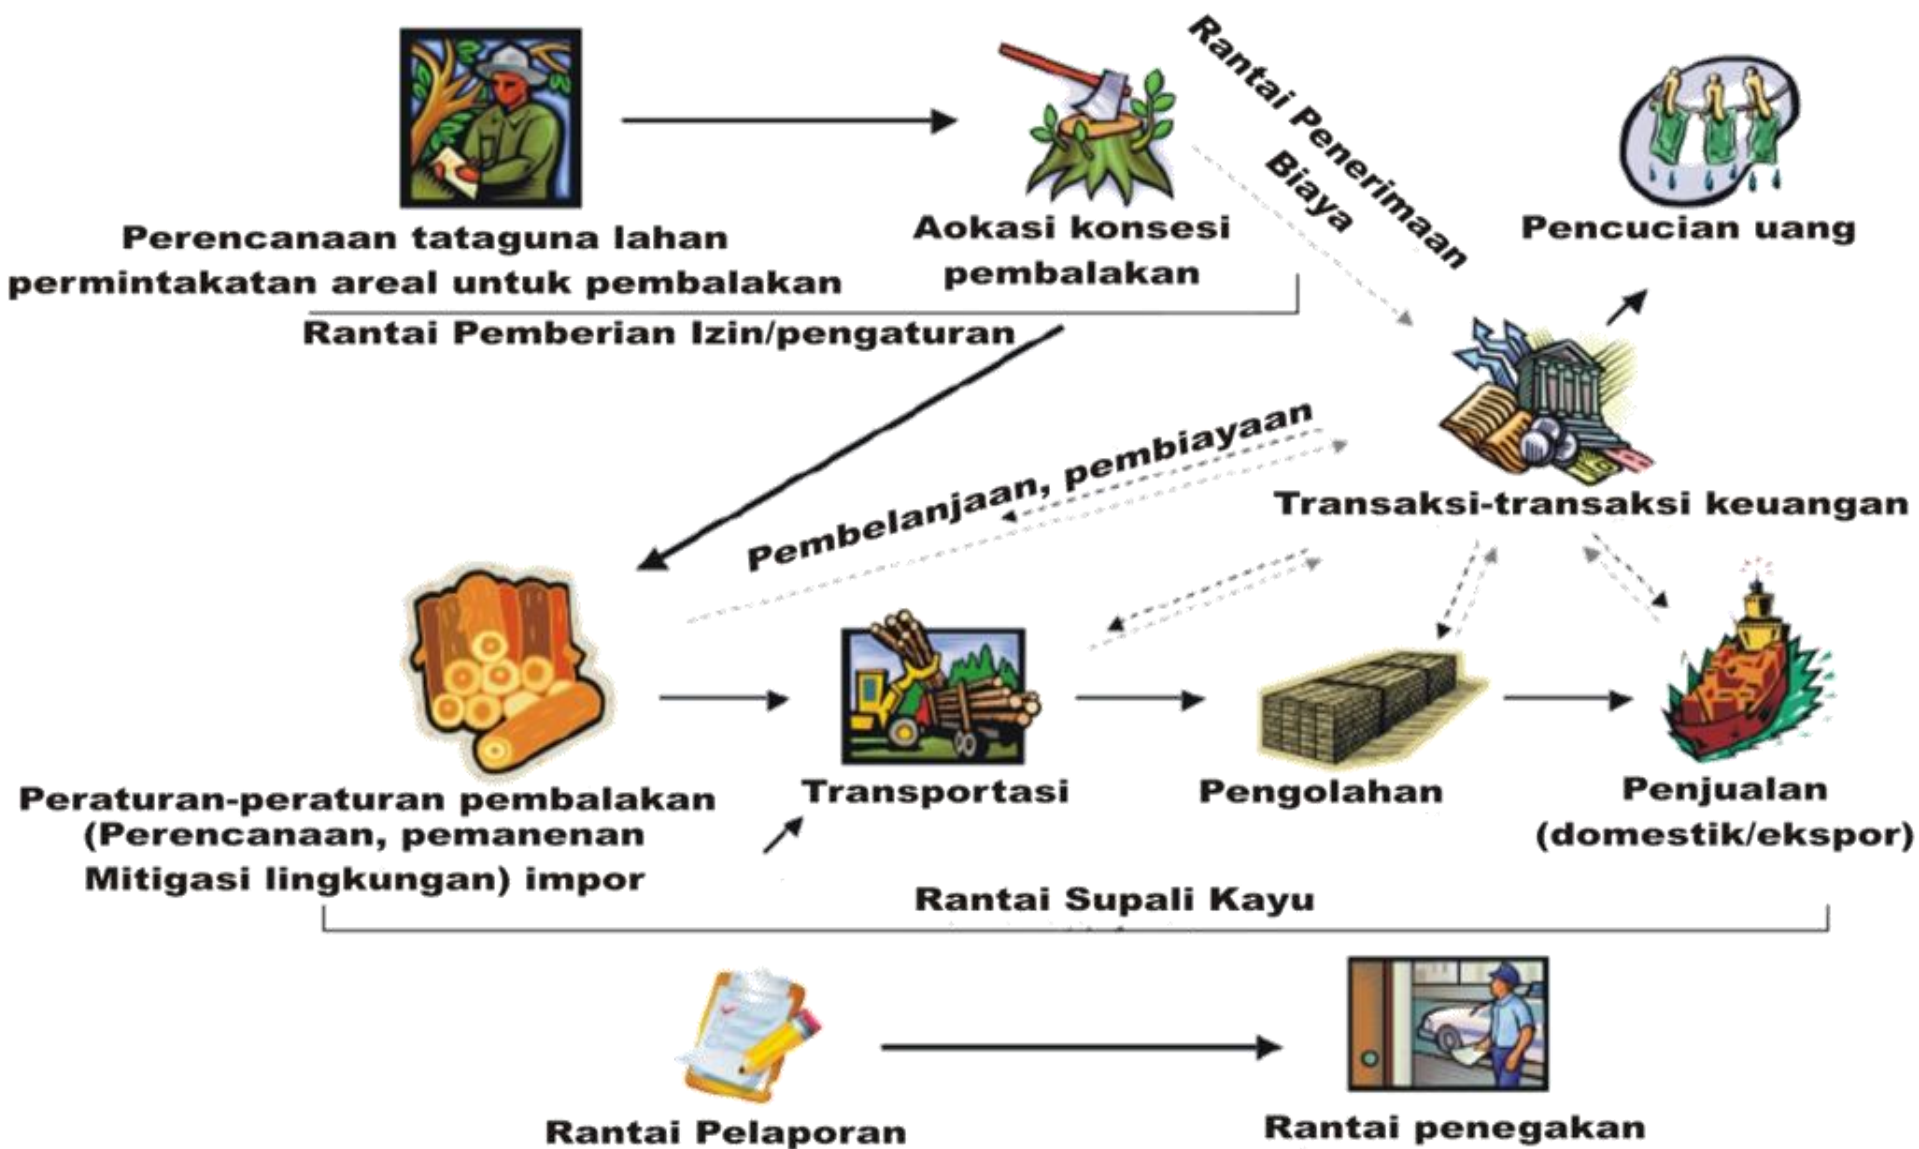 Rantai Penerimaan
Biaya
Perencanaan tataguna lahan
permintakatan areal untuk pembalakan
Aokasi konsesi
pembalakan
Pencucian uang
Rantai Pemberian Izin/pengaturan
Pembelanjaan, pembiayaan
Transaksi-transaksi keuangan
Peraturan-peraturan pembalakan
(Perencanaan, pemanenan
Mitigasi lingkungan) impor
Transportasi
Pengolahan
Penjualan
(domestik/ekspor)
Rantai Supali Kayu
Rantai Pelaporan
Rantai penegakan